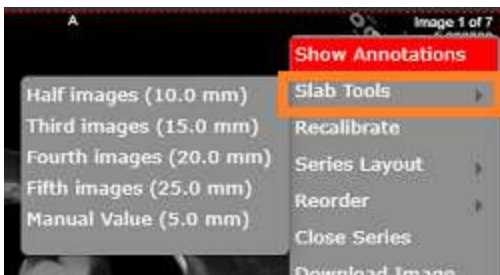 A
Image 1 of 7
Show Annotations
Slab Tools
Recalibrate
Series Layout
Reorder
Close Series
Download Image
Half images (10.0 mm)
Third images (15.0 mm)
Fourth images (20.0 mm)
Fifth images (25.0 mm)
Manual Value (5.0 mm)